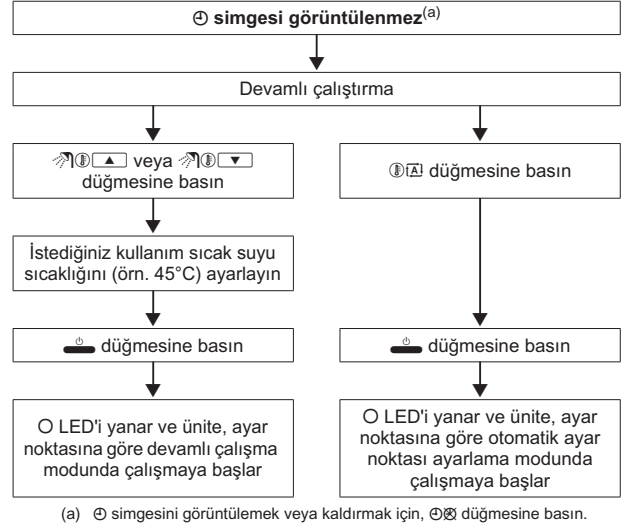 simgesi görüntülenmez(a)
Devamlı çalıştırma
▲ veya ▼
düğmesine basın
İstediğiniz kullanım sıcak suyu
sıcaklığını (örn. 45°C) ayarlayın
düğmesine basın
LED'i yanar ve ünite, ayar
noktasına göre devamlı çalışma
modunda çalışmaya başlar
A düğmesine basın
düğmesine basın
LED'i yanar ve ünite, ayar
noktasına göre otomatik ayar
noktası ayarlama modunda
çalışmaya başlar
(a) simgesini görüntülemek veya kaldırmak için, düğmesine basın.